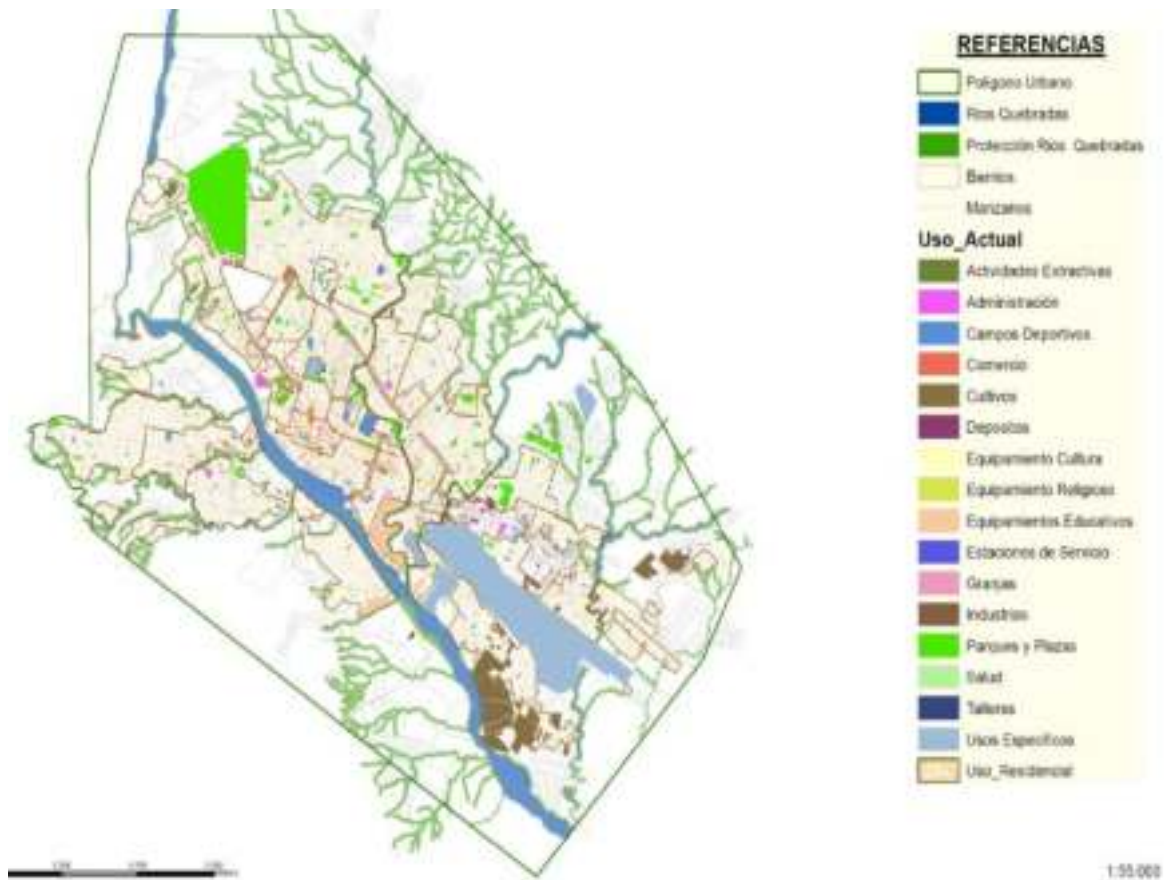 REFERENCIAS
Polígono Urbano
Ríos Quebradas
Protección Ríos Quebradas
Barrios
Manzanos
Uso_Actual
Actividades Extractivas
Administración
Campos Deportivos
Comercio
Cultivos
Depositos
Equipamiento Cultura
Equipamiento Religioso
Equipamientos Educativos
Estaciones de Servicio
Granjas
Industrias
Parques y Plazas
Salud
Talleres
Usos Especificos
Uso_Residencial
1:55.000